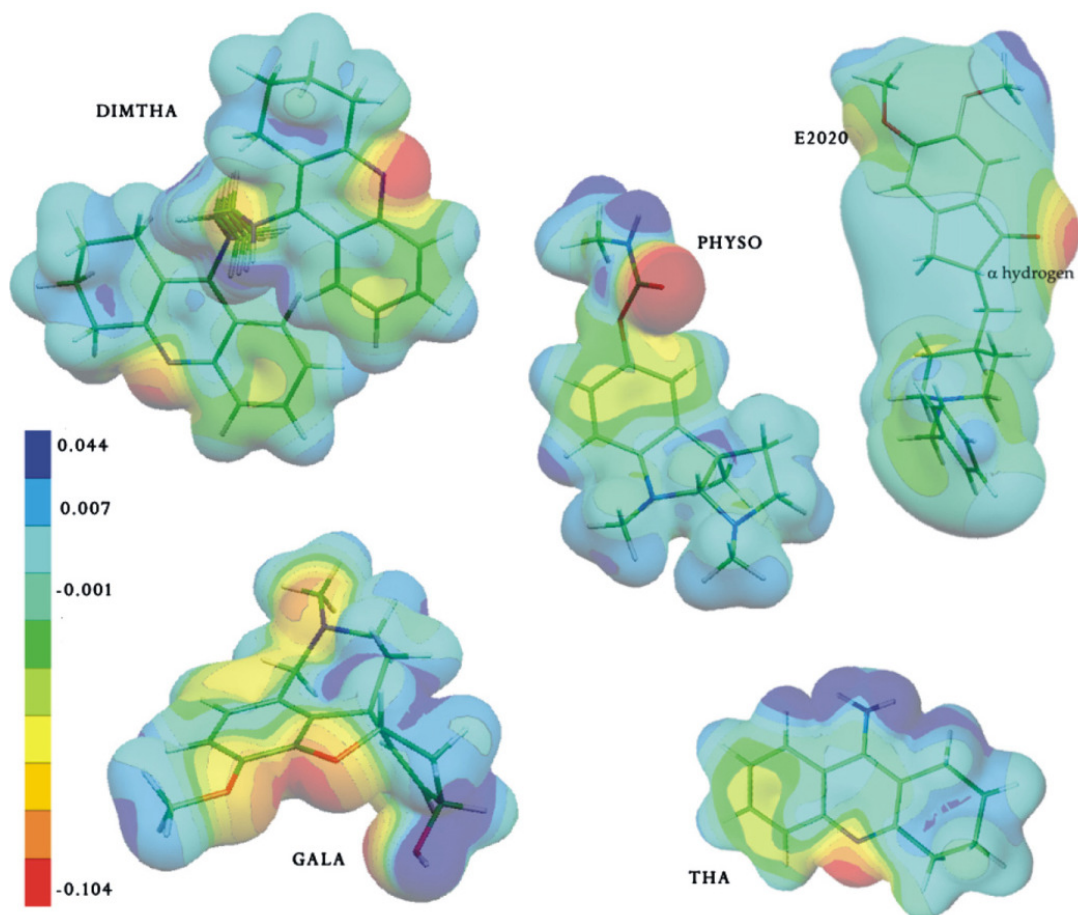 DIMTHA
E2020
PHYSO
α hydrogen
0.044
0.007
-0.001
-0.104
GALA
THA